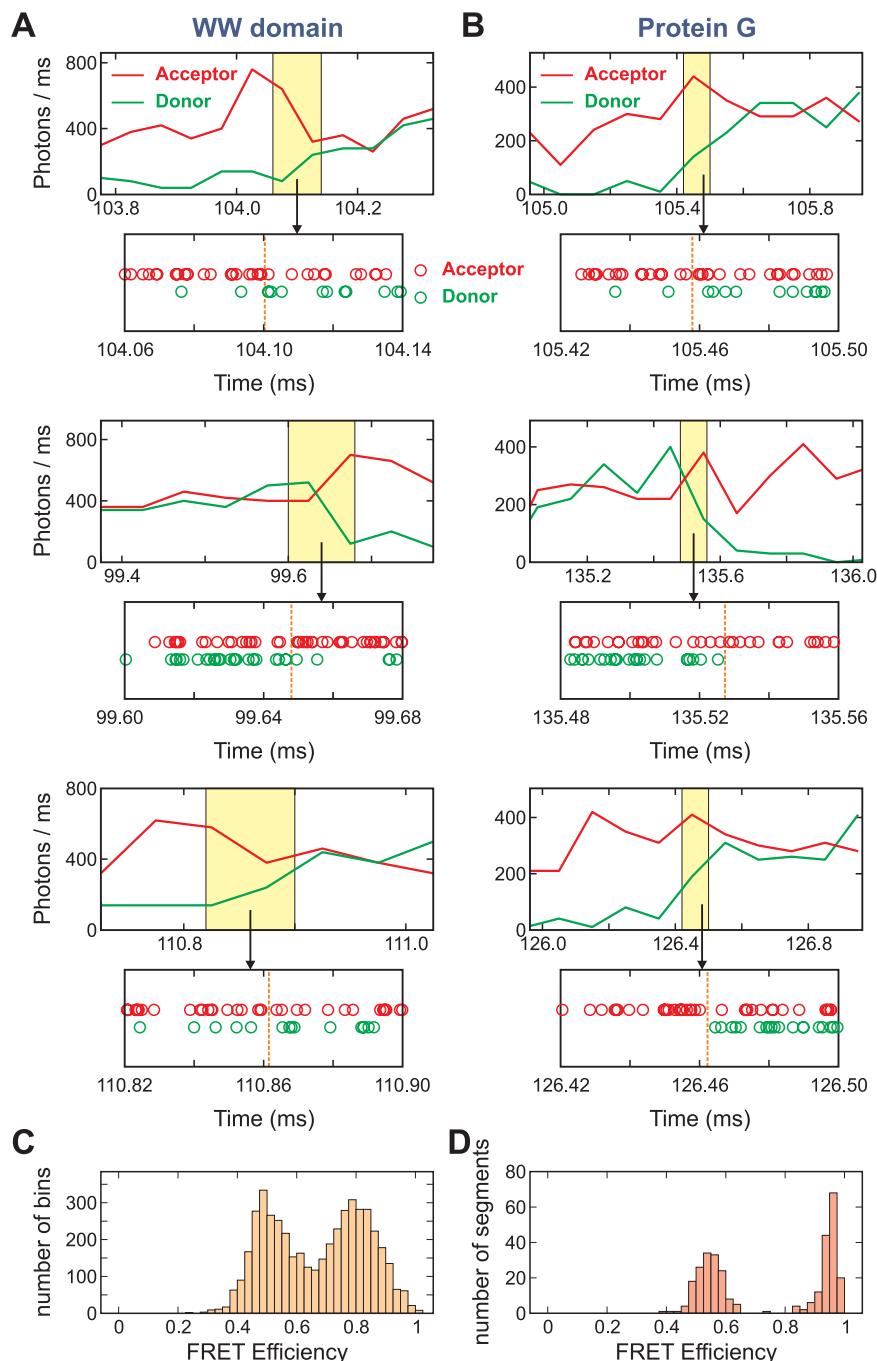 A WW domain
B Protein G
Photons / ms
800
400
0
Acceptor
Donor
103.8 104.0 104.2
400
200
0
Acceptor
Donor
105.0 105.4 105.8
Acceptor
Donor
104.06 104.10 104.14
Time (ms)
105.42 105.46 105.50
Time (ms)
Photons / ms
800
400
0
99.4 99.6
400
200
0
135.2 135.6 136.0
99.60 99.64 99.68
Time (ms)
135.48 135.52 135.56
Time (ms)
Photons / ms
800
400
0
110.8 111.0
400
200
0
126.0 126.4 126.8
110.82 110.86 110.90
Time (ms)
126.42 126.46 126.50
Time (ms)
C
number of bins
300
200
100
0
0 0.2 0.4 0.6 0.8 1
FRET Efficiency
D
number of segments
80
60
40
20
0
0 0.2 0.4 0.6 0.8 1
FRET Efficiency